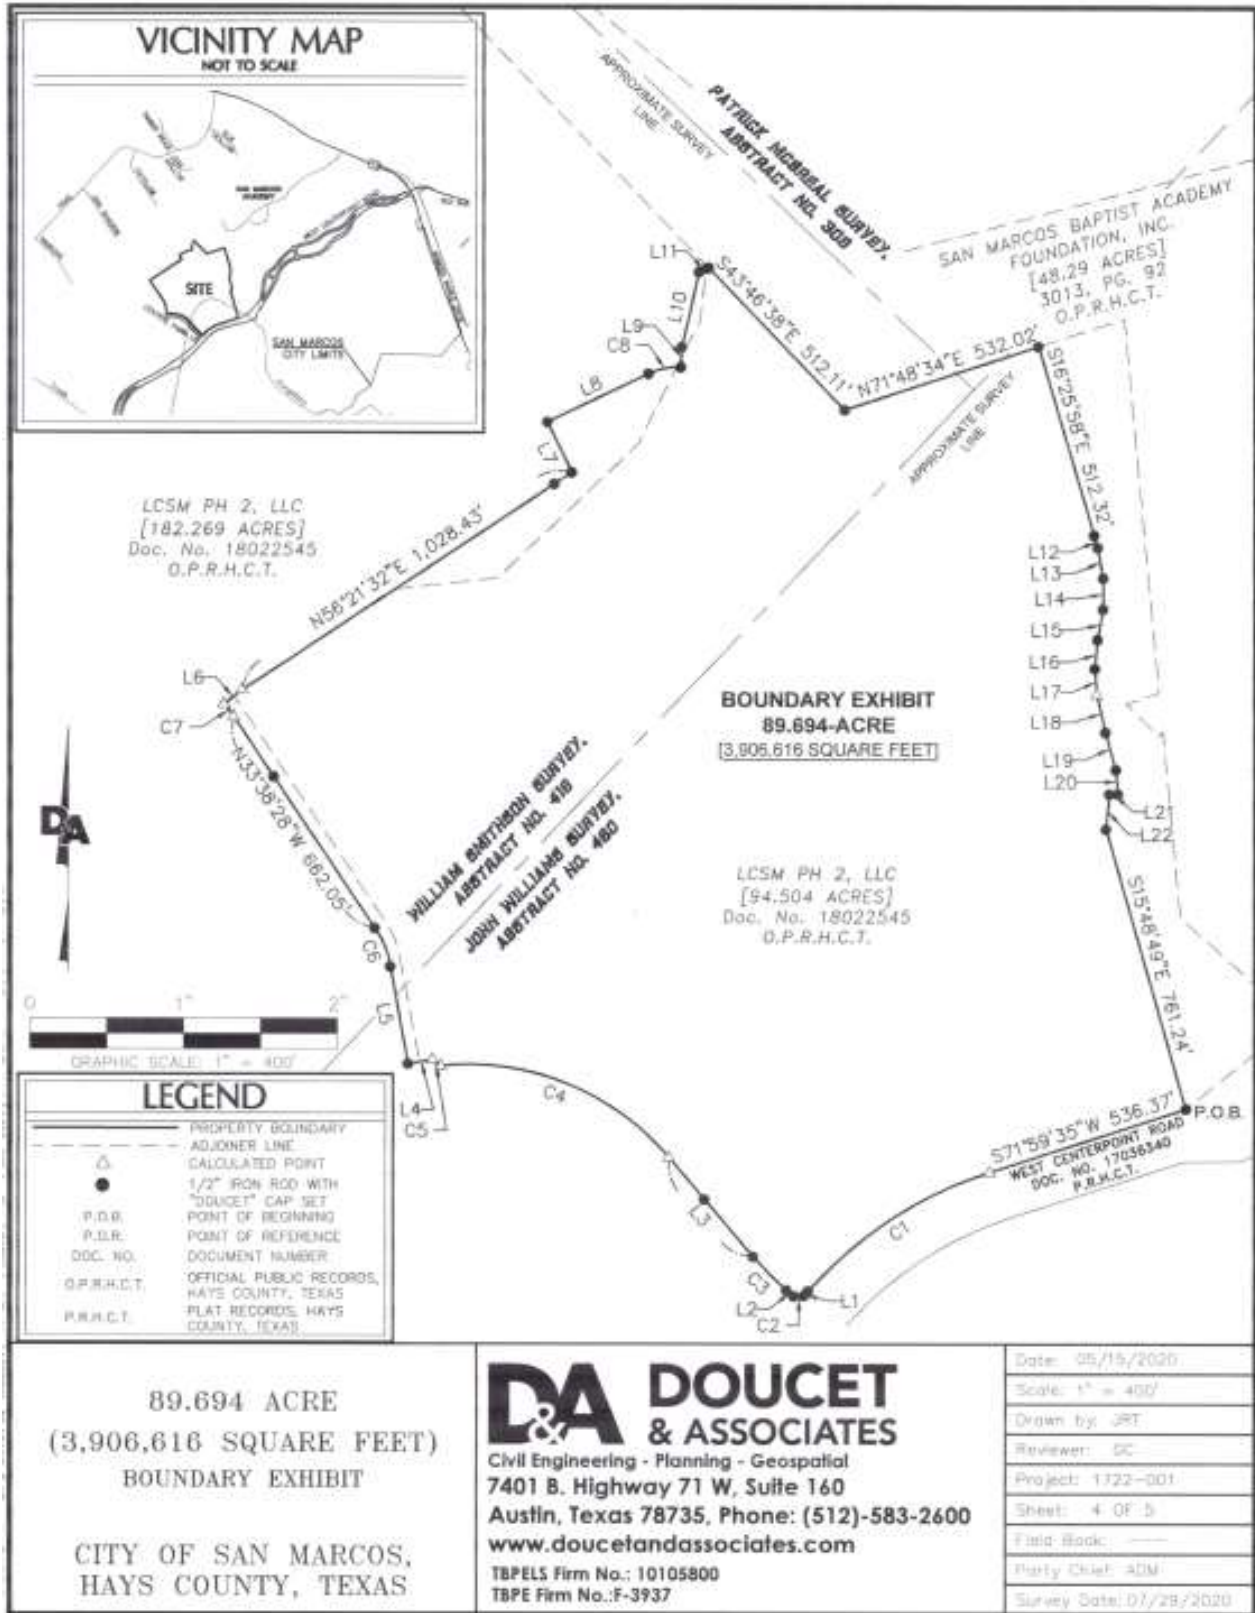 VICINITY MAP
NOT TO SCALE
SITE
SAN MARCOS
CITY LIMITS
APPROXIMATE SURVEY
LINE
PATRICK MCGREAL SURVEY,
ABSTRACT NO. 308
SAN MARCOS BAPTIST ACADEMY
FOUNDATION, INC.
[48.29 ACRES]
3013, PG. 92
O.P.R.H.C.T.
L11
S43°46'38"E 512.11'
L10
L9
C8
L8
L7
N71°48'34"E 532.02'
APPROXIMATE SURVEY
LINE
S16°25'58"E 512.32'
LCSM PH 2, LLC
[182.269 ACRES]
Doc. No. 18022545
O.P.R.H.C.T.
N56°21'32"E 1,028.43'
L12
L13
L14
L15
L16
L17
L18
L19
L20
L21
L22
L6
C7
N33°38'28"W 662.05'
BOUNDARY EXHIBIT
89.694-ACRE
[3,906,616 SQUARE FEET]
D&A
WILLIAM SMITHSON SURVEY,
ABSTRACT NO. 416
JOHN WILLIAMS SURVEY,
ABSTRACT NO. 480
LCSM PH 2, LLC
[94.504 ACRES]
Doc. No. 18022545
O.P.R.H.C.T.
S15°48'49"E 761.24'
C6
L5
0 1" 2"
GRAPHIC SCALE: 1" = 400'
L4
C5
C4
P.O.B.
S71°59'35"W 536.37'
WEST CENTERPOINT ROAD
DOC. NO. 17036340
P.R.H.C.T.
L3
C1
C3
L2
L1
C2
LEGEND
PROPERTY BOUNDARY
ADJOINER LINE
CALCULATED POINT
1/2" IRON ROD WITH
"DOUCET" CAP SET
P.O.B. POINT OF BEGINNING
P.O.R. POINT OF REFERENCE
DOC. NO. DOCUMENT NUMBER
O.P.R.H.C.T. OFFICIAL PUBLIC RECORDS,
HAYS COUNTY, TEXAS
P.R.H.C.T. PLAT RECORDS, HAYS
COUNTY, TEXAS
89.694 ACRE
(3,906,616 SQUARE FEET)
BOUNDARY EXHIBIT
CITY OF SAN MARCOS,
HAYS COUNTY, TEXAS
D&A DOUCET
& ASSOCIATES
Civil Engineering - Planning - Geospatial
7401 B. Highway 71 W, Suite 160
Austin, Texas 78735, Phone: (512)-583-2600
www.doucetandassociates.com
TBPELS Firm No.: 10105800
TBPE Firm No.:F-3937
Date: 05/15/2020
Scale: 1" = 400'
Drawn by: JRT
Reviewer: GC
Project: 1722-001
Sheet: 4 OF 5
Field Book: ----
Party Chief: ADM
Survey Date: 07/29/2020